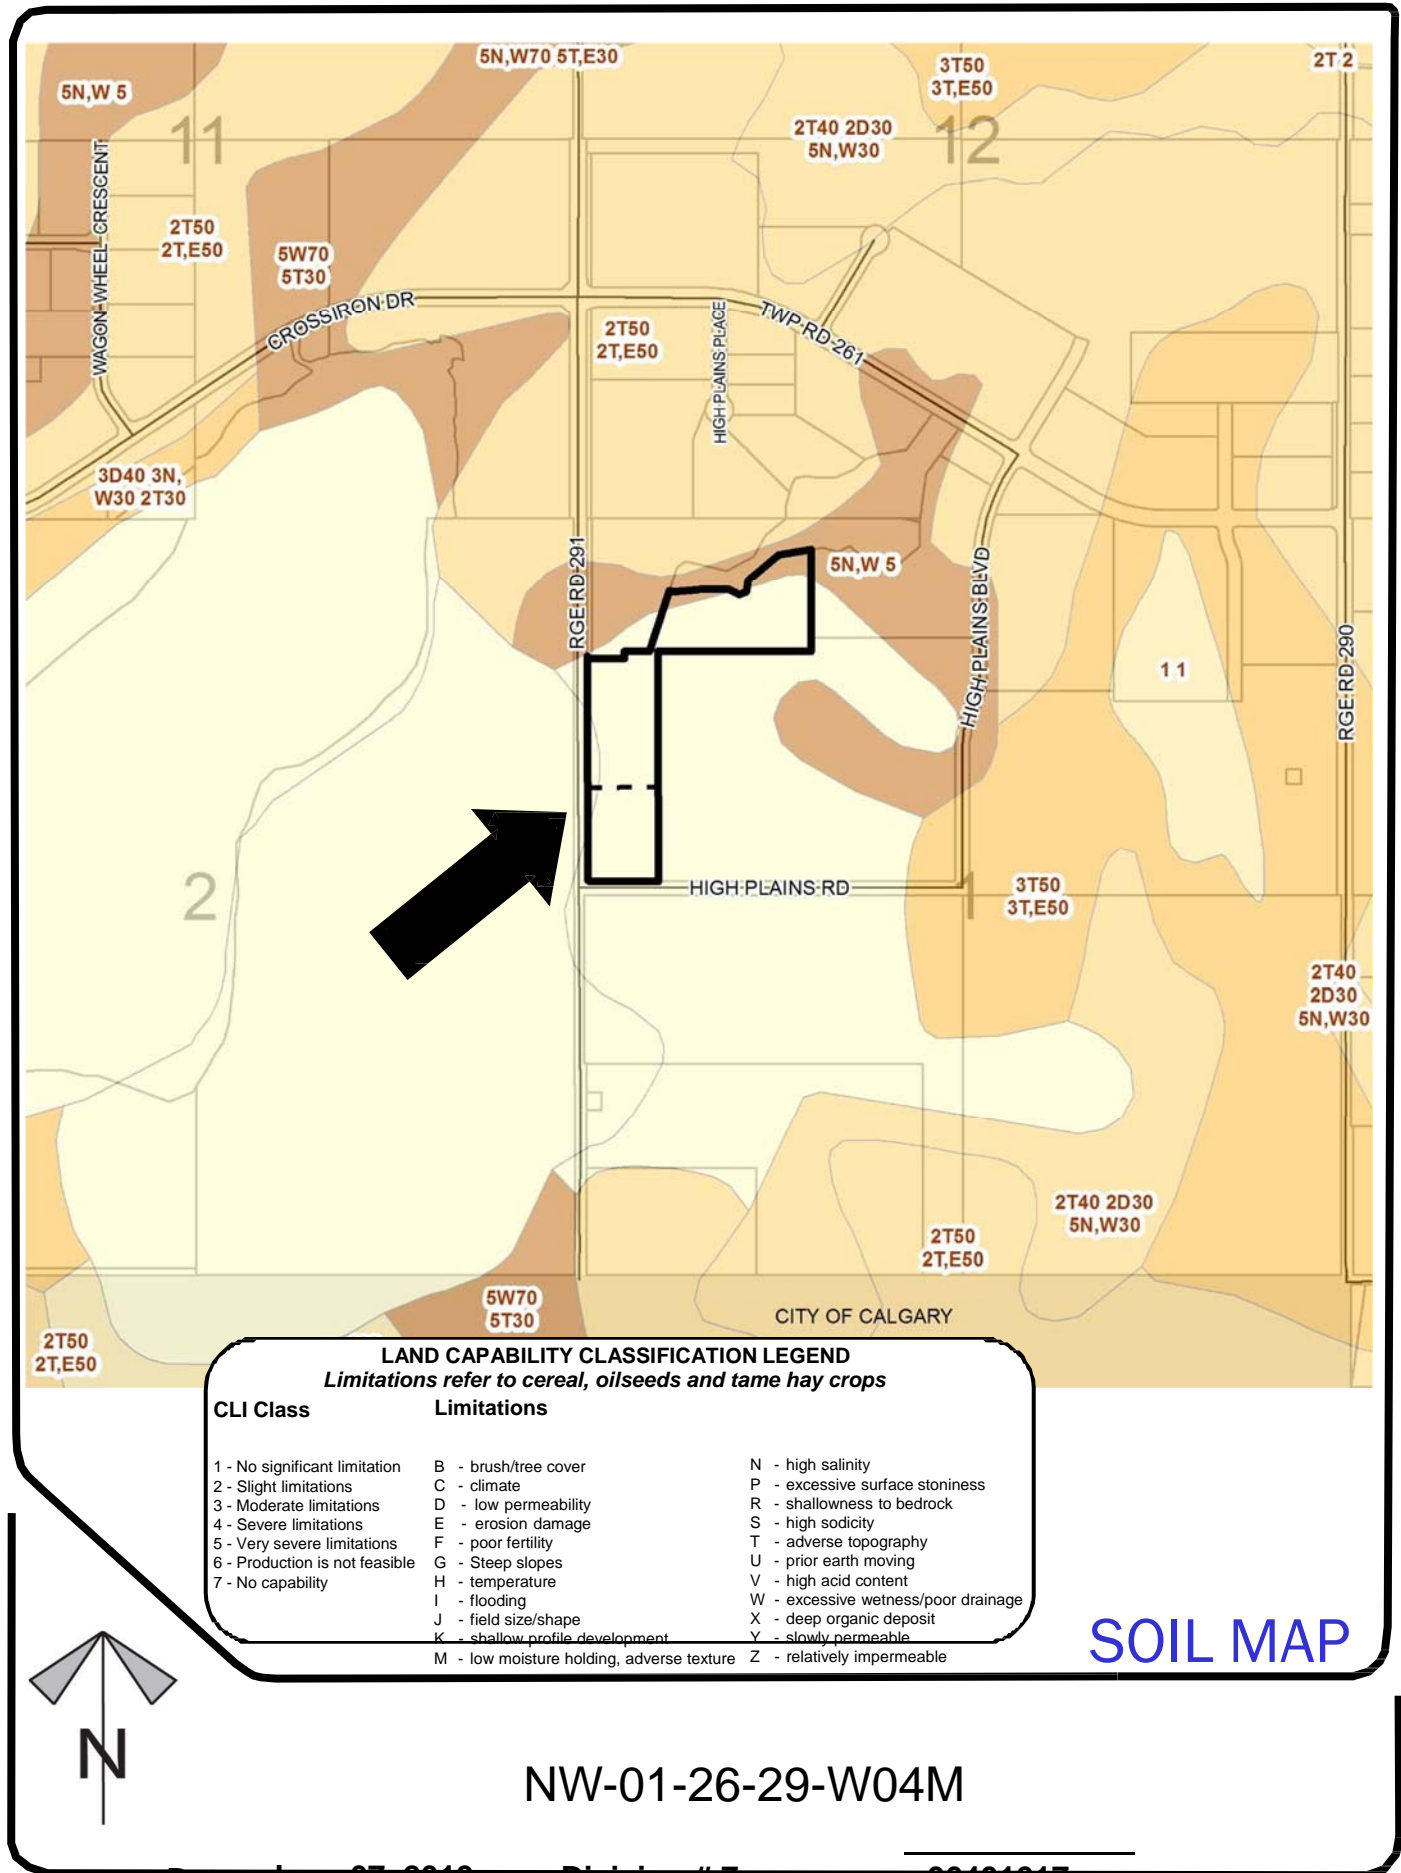 5N,W70 5T,E30
3T50
3T,E50
2T 2
5N,W 5
11
2T40 2D30
5N,W30
12
WAGON WHEEL CRESCENT
2T50
2T,E50
5W70
5T30
CROSSIRON DR
2T50
2T,E50
HIGH PLAINS PLACE
TWP RD 261
3D40 3N,
W30 2T30
RGE RD 291
5N,W 5
HIGH PLAINS BLVD
1 1
RGE RD 290
2
HIGH PLAINS RD
1
3T50
3T,E50
2T40
2D30
5N,W30
2T40 2D30
5N,W30
2T50
2T,E50
5W70
5T30
CITY OF CALGARY
2T50
2T,E50
LAND CAPABILITY CLASSIFICATION LEGEND
Limitations refer to cereal, oilseeds and tame hay crops
CLI Class
1 - No significant limitation
2 - Slight limitations
3 - Moderate limitations
4 - Severe limitations
5 - Very severe limitations
6 - Production is not feasible
7 - No capability
Limitations
B - brush/tree cover
C - climate
D - low permeability
E - erosion damage
F - poor fertility
G - Steep slopes
H - temperature
I - flooding
J - field size/shape
K - shallow profile development
M - low moisture holding, adverse texture
N - high salinity
P - excessive surface stoniness
R - shallowness to bedrock
S - high sodicity
T - adverse topography
U - prior earth moving
V - high acid content
W - excessive wetness/poor drainage
X - deep organic deposit
Y - slowly permeable
Z - relatively impermeable
SOIL MAP
N
NW-01-26-29-W04M